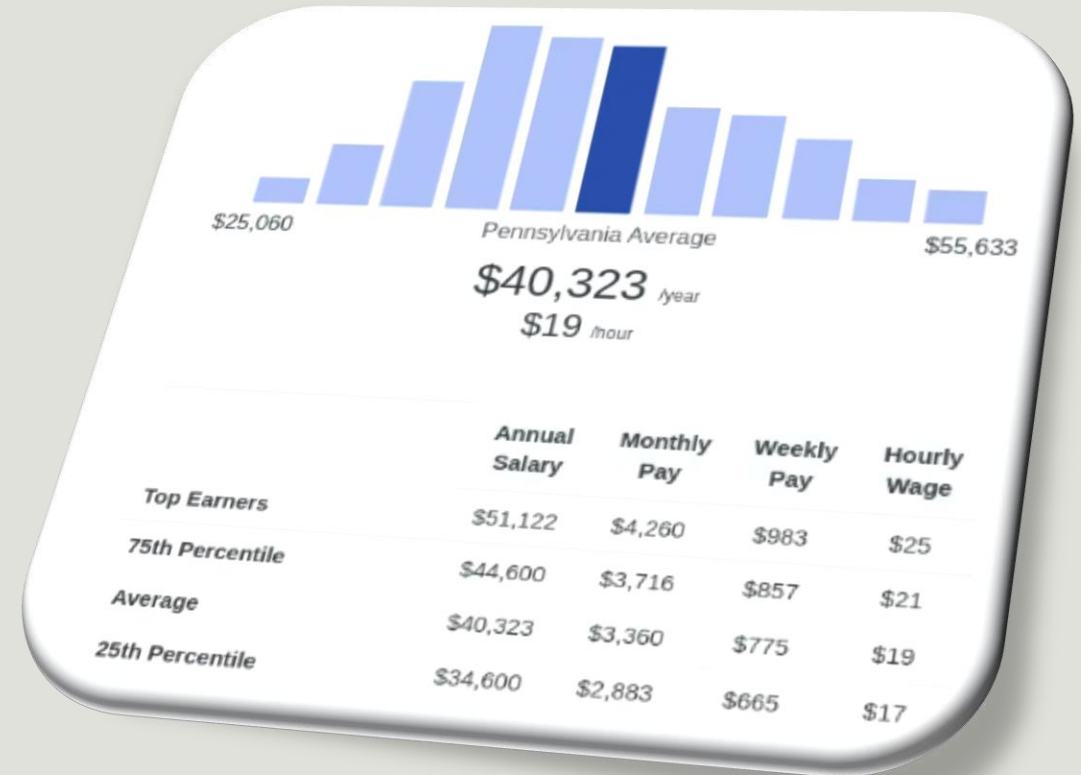 $25,060
Pennsylvania Average
$55,633
$40,323 /year
$19 /hour
Annual Salary Monthly Pay Weekly Pay Hourly Wage
Top Earners $51,122 $4,260 $983 $25
75th Percentile $44,600 $3,716 $857 $21
Average $40,323 $3,360 $775 $19
25th Percentile $34,600 $2,883 $665 $17